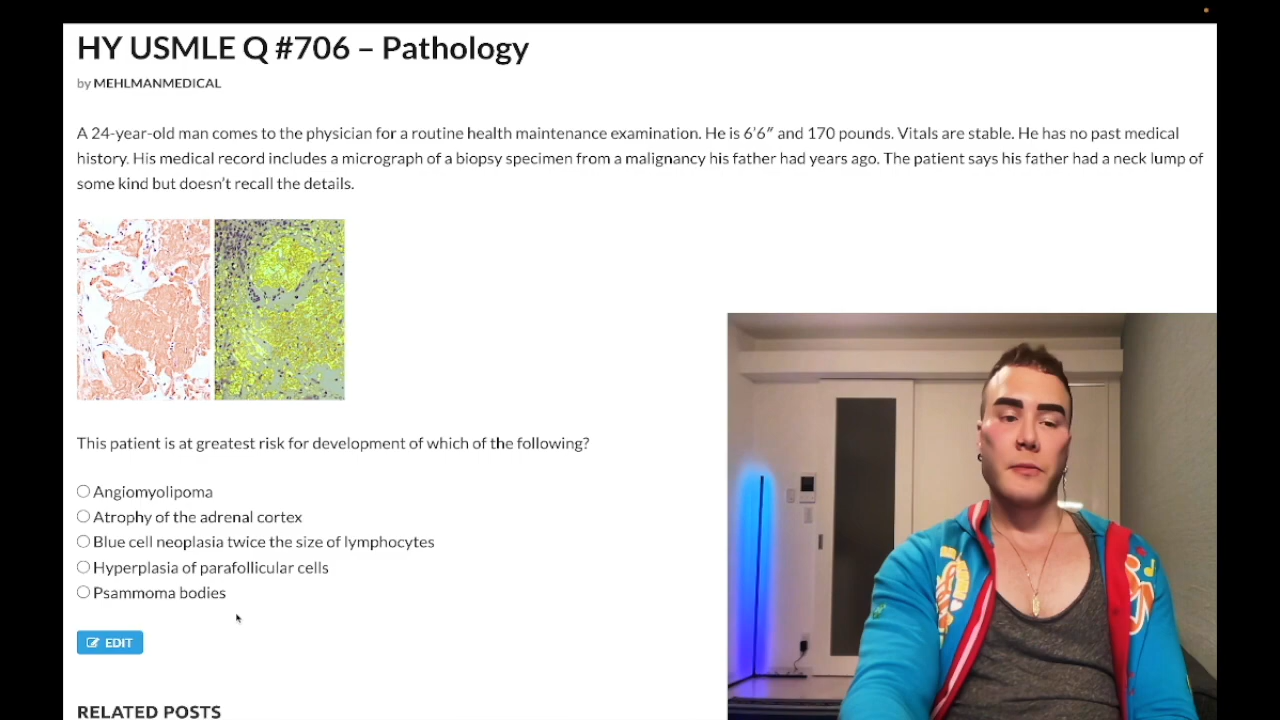 HY USMLE Q #706 – Pathology
by MEHLMANMEDICAL
A 24-year-old man comes to the physician for a routine health maintenance examination. He is 6’6” and 170 pounds. Vitals are stable. He has no past medical
history. His medical record includes a micrograph of a biopsy specimen from a malignancy his father had years ago. The patient says his father had a neck lump of
some kind but doesn’t recall the details.
This patient is at greatest risk for development of which of the following?
Angiomyolipoma
Atrophy of the adrenal cortex
Blue cell neoplasia twice the size of lymphocytes
Hyperplasia of parafollicular cells
Psammoma bodies
EDIT
RELATED POSTS